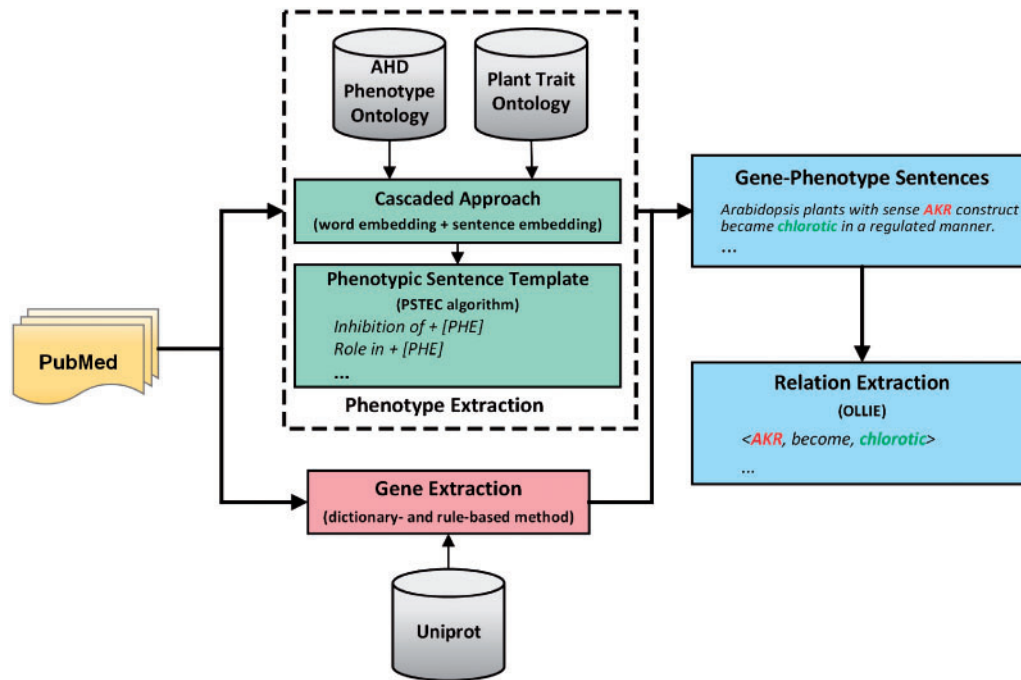 AHD
Phenotype
Ontology
Plant Trait
Ontology
Cascaded Approach
(word embedding + sentence embedding)
Phenotypic Sentence Template
(PSTEC algorithm)
Inhibition of + [PHE]
Role in + [PHE]
...
Phenotype Extraction
PubMed
Gene Extraction
(dictionary- and rule-based method)
Uniprot
Gene-Phenotype Sentences
Arabidopsis plants with sense AKR construct
became chlorotic in a regulated manner.
...
Relation Extraction
(OLLIE)
<AKR, become, chlorotic>
...